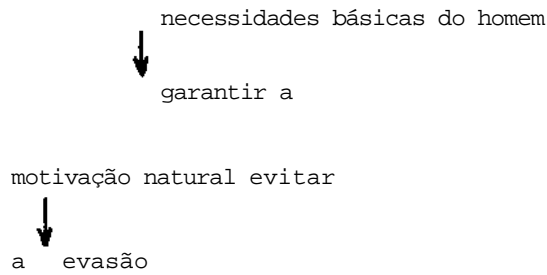 necessidades básicas do homem
garantir a
motivação natural evitar
a evasão